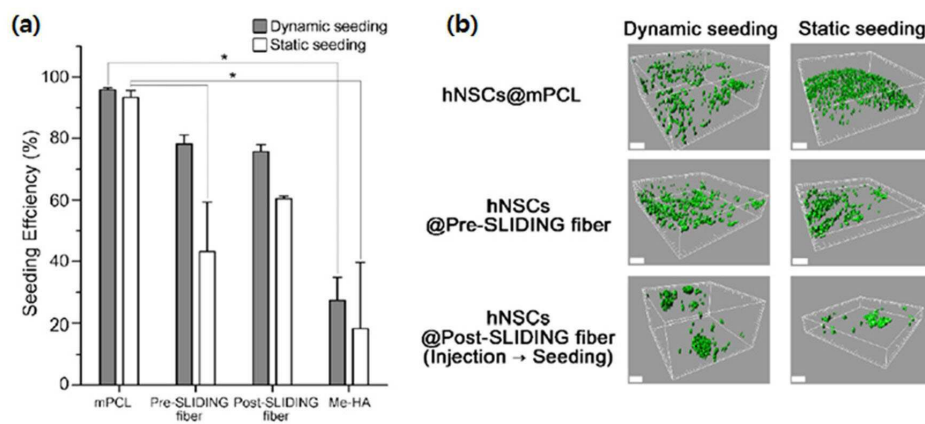 (a)
Dynamic seeding
Static seeding
*
*
100
80
60
40
20
0
Seeding Effciency (%)
mPCL
Pre-SLIDING
fiber
Post-SLIDING
fiber
Me-HA
(b)
Dynamic seeding
Static seeding
hNSCs@mPCL
hNSCs
@Pre-SLIDING fiber
hNSCs
@Post-SLIDING fiber
(Injection → Seeding)